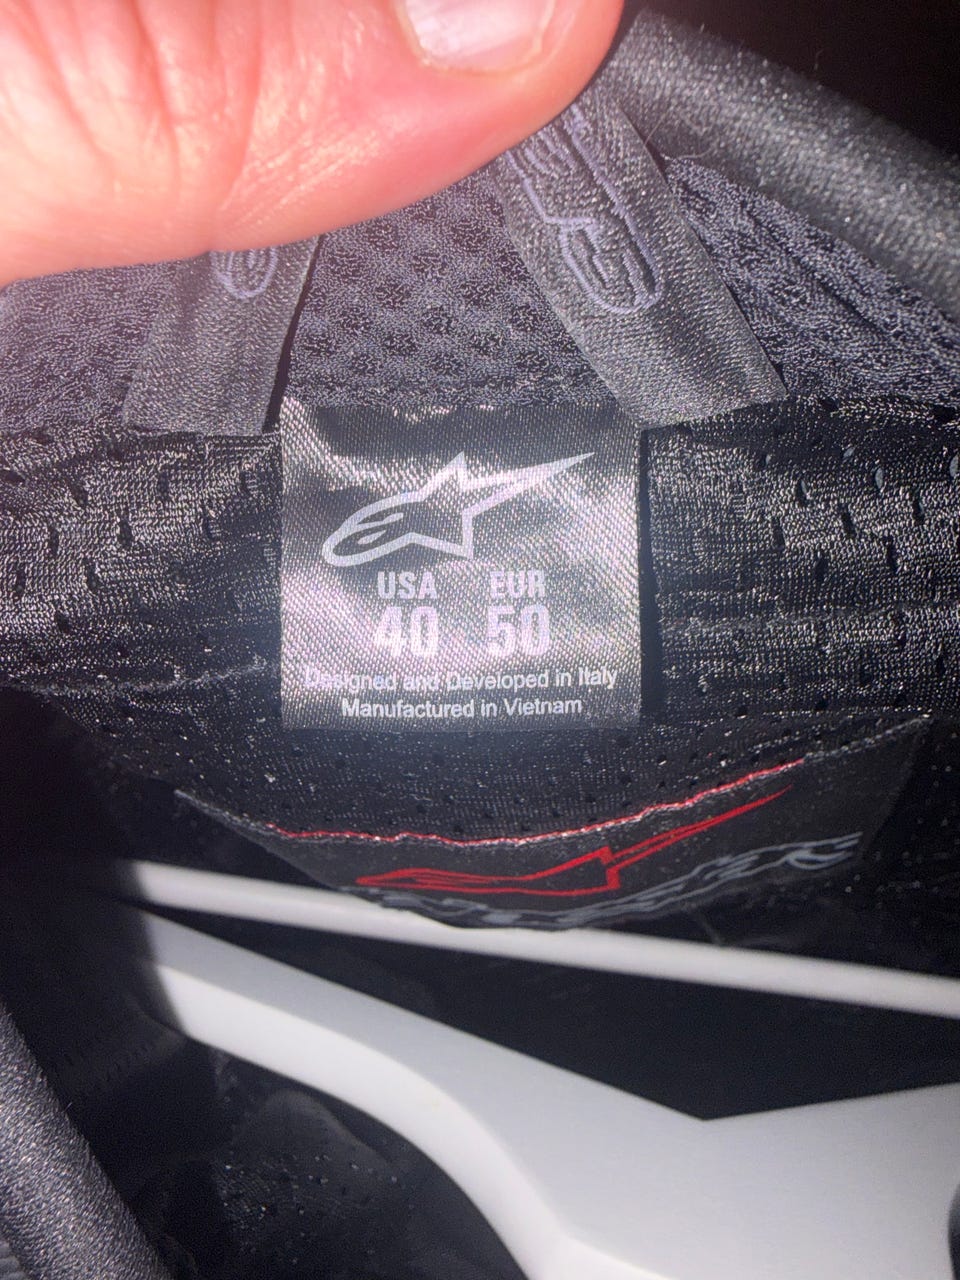 USA EUR
40 50
Designed and Developed in Italy
Manufactured in Vietnam